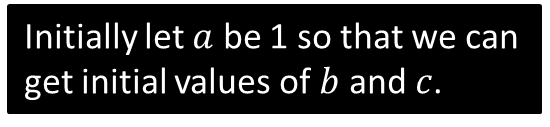 Initially let a be 1 so that we can
get initial values of b and c.